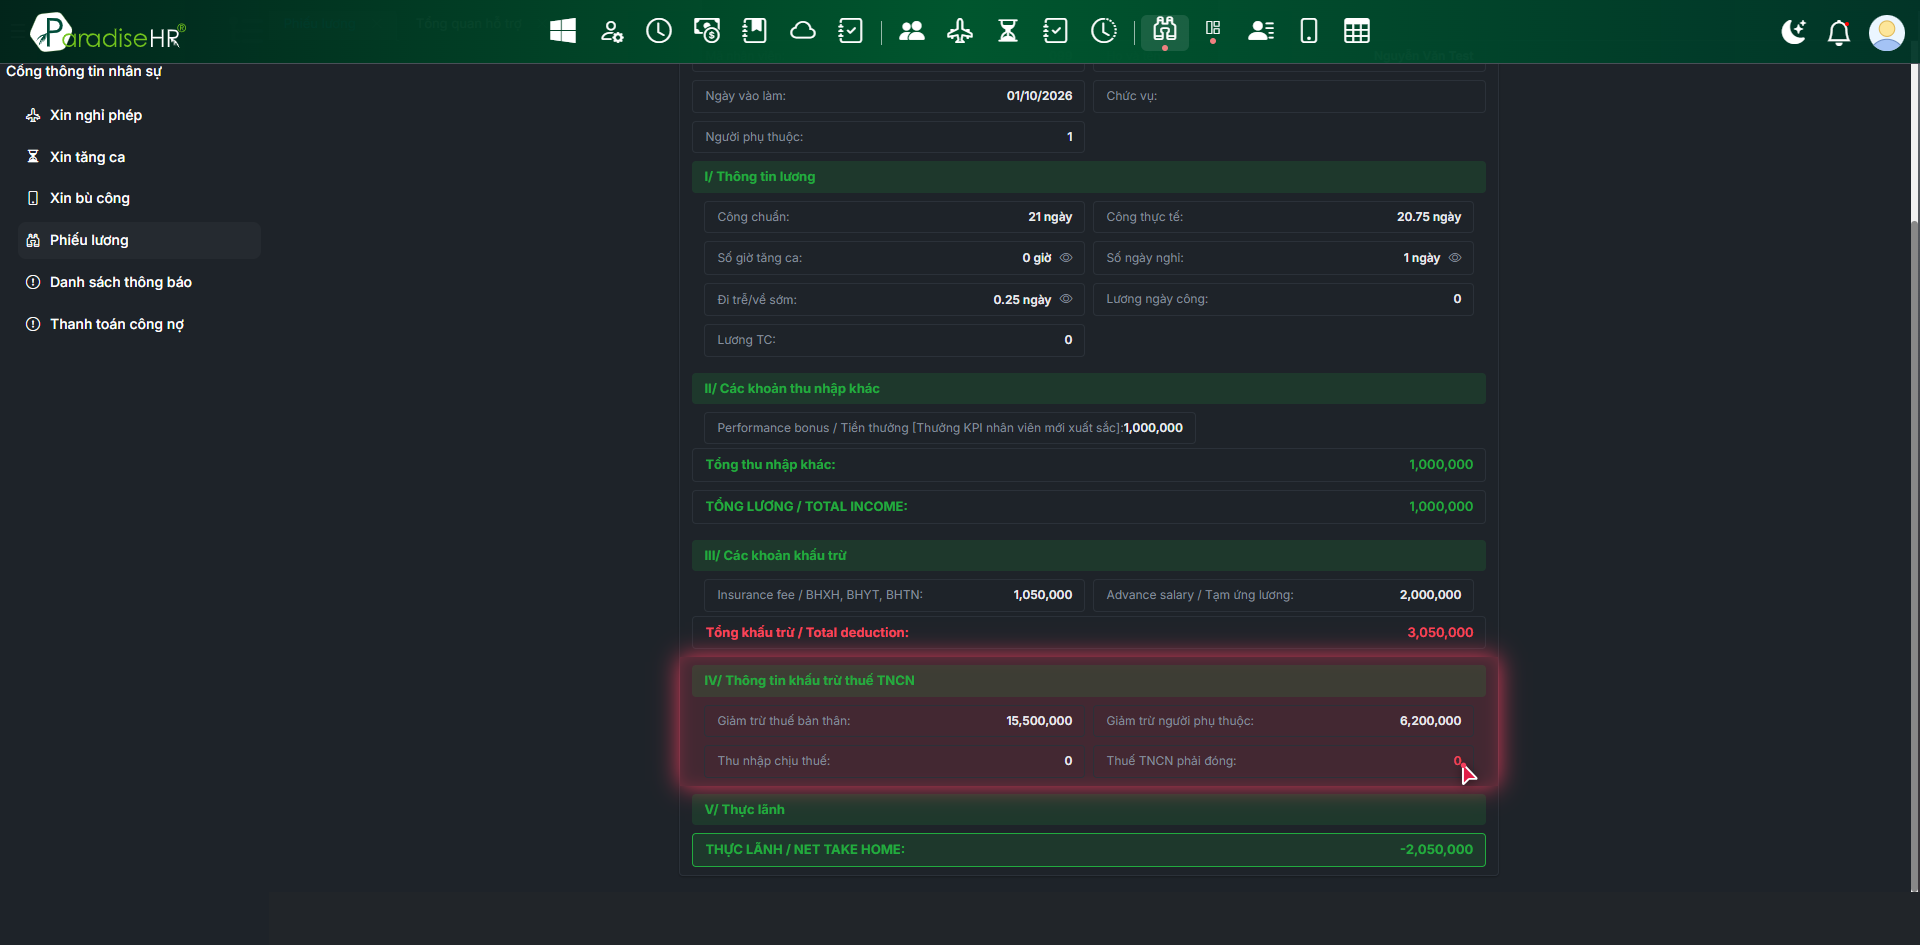 ParadiseHR®
Cổng thông tin nhân sự
Xin nghỉ phép
Xin tăng ca
Xin bù công
Phiếu lương
Danh sách thông báo
Thanh toán công nợ
Ngày vào làm: 01/10/2026 Chức vụ:
Người phụ thuộc: 1
I/ Thông tin lương
Công chuẩn: 21 ngày Công thực tế: 20.75 ngày
Số giờ tăng ca: 0 giờ Số ngày nghỉ: 1 ngày
Đi trễ/về sớm: 0.25 ngày Lương ngày công: 0
Lương TC: 0
II/ Các khoản thu nhập khác
Performance bonus / Tiền thưởng [Thưởng KPI nhân viên mới xuất sắc]: 1,000,000
Tổng thu nhập khác: 1,000,000
TỔNG LƯƠNG / TOTAL INCOME: 1,000,000
III/ Các khoản khấu trừ
Insurance fee / BHXH, BHYT, BHTN: 1,050,000 Advance salary / Tạm ứng lương: 2,000,000
Tổng khấu trừ / Total deduction: 3,050,000
IV/ Thông tin khấu trừ thuế TNCN
Giảm trừ thuế bản thân: 15,500,000 Giảm trừ người phụ thuộc: 6,200,000
Thu nhập chịu thuế: 0 Thuế TNCN phải đóng: 0
V/ Thực lãnh
THỰC LÃNH / NET TAKE HOME: -2,050,000